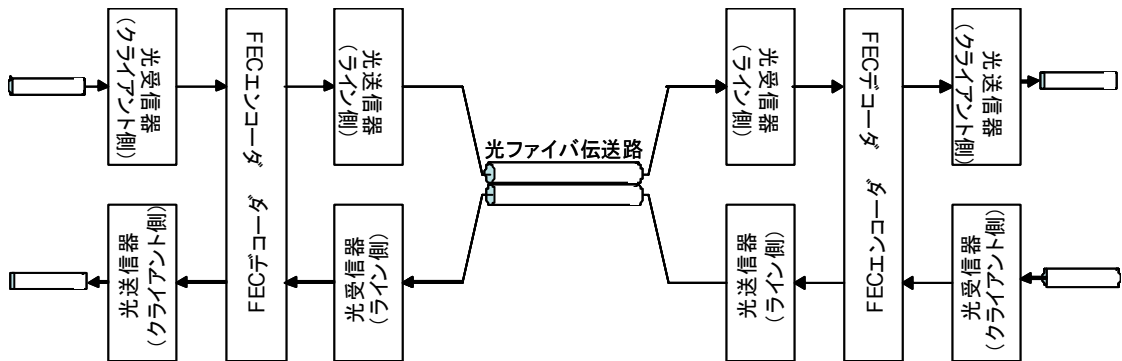 光受信器
(クライアント側)
FECエンコーダ
光送信器
(ライン側)
光ファイバ伝送路
光受信器
(ライン側)
FECデコーダ
光送信器
(クライアント側)
光送信器
(クライアント側)
FECデコーダ
光受信器
(ライン側)
光送信器
(ライン側)
FECエンコーダ
光受信器
(クライアント側)